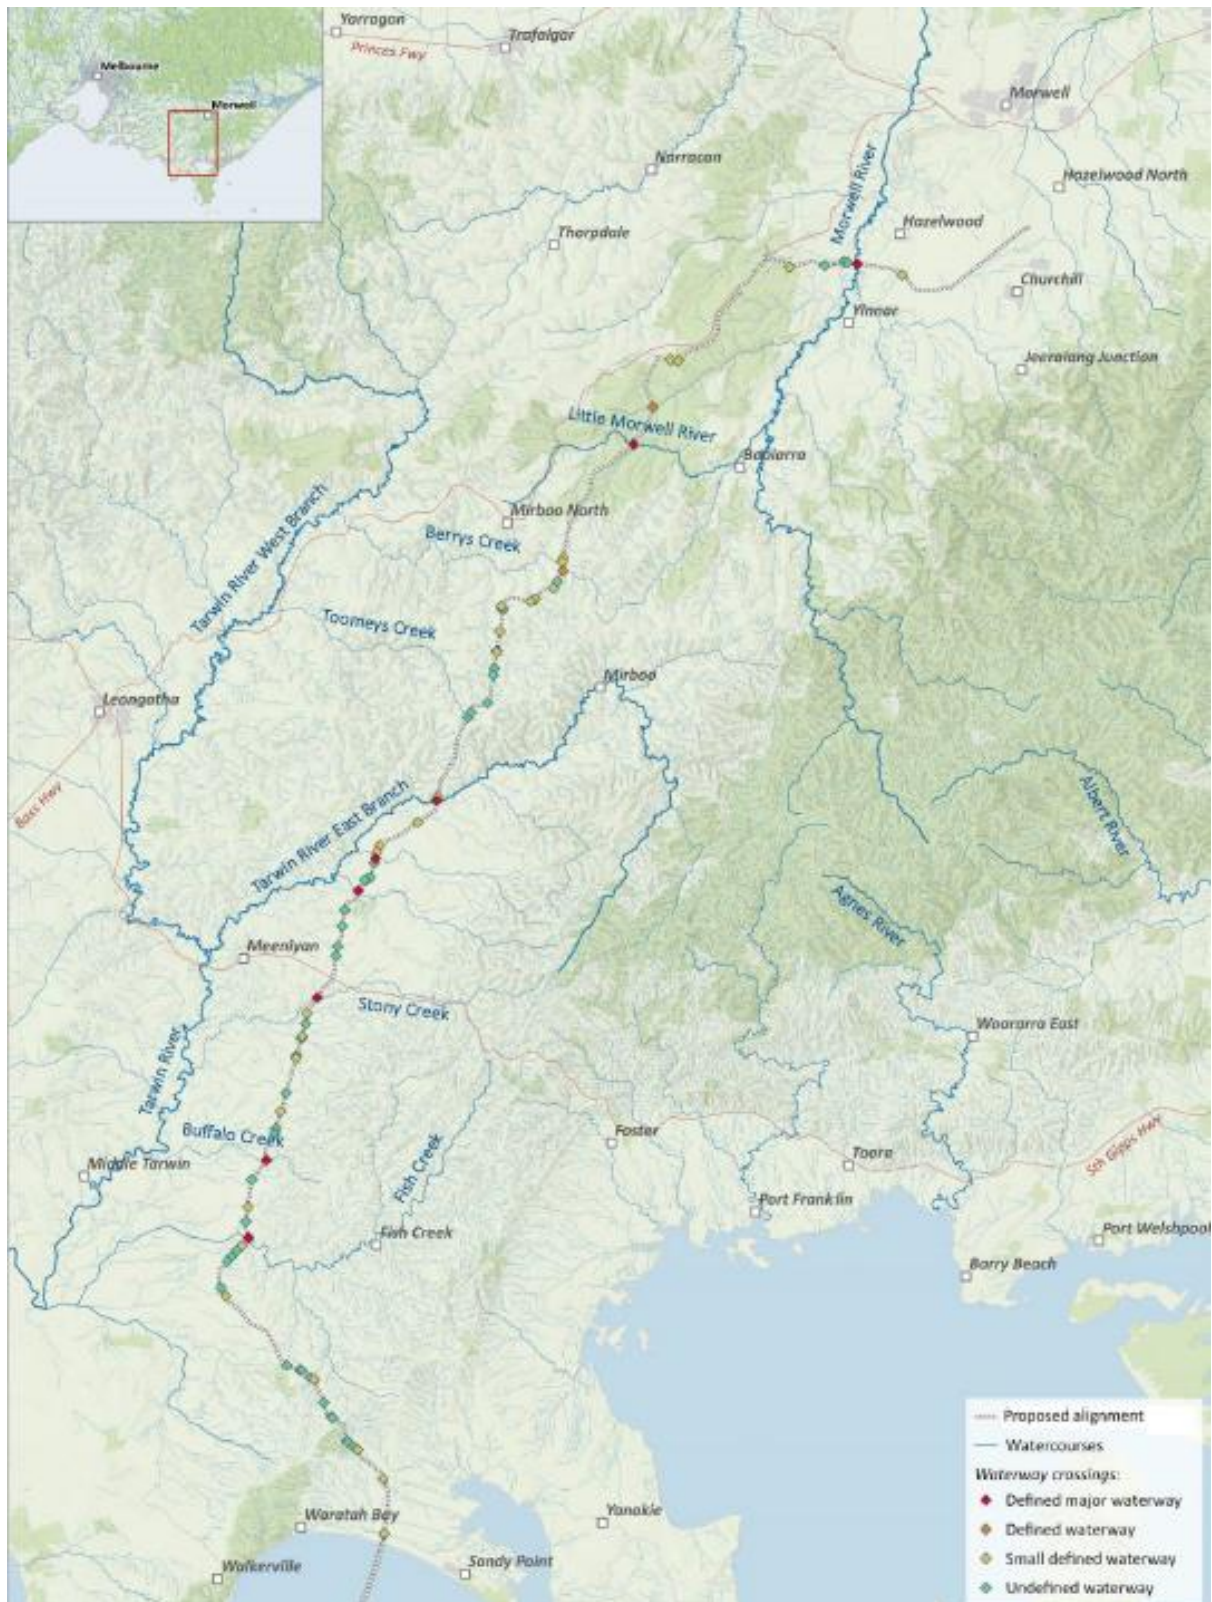 Yarragon
Trafalgar
Princes Fwy
Melbourne
Morwell
Morwell
Narracan
Morwell River
Hazelwood North
Thorpdale
Hazelwood
Churchill
Yinnar
Jeeralang Junction
Little Morwell River
Boolarra
Tarwin River West Branch
Mirboo North
Berrys Creek
Toomeys Creek
Mirboo
Leongatha
Bass Hwy
Tarwin River East Branch
Albert River
Agnes River
Meeniyan
Stony Creek
Woorarra East
Tarwin River
Buffalo Creek
Foster
Fish Creek
Middle Tarwin
Toora
Sth Gipps Hwy
Port Franklin
Fish Creek
Port Welshpool
Barry Beach
Waratah Bay
Yanakie
Walkerville
Sandy Point
Proposed alignment
Watercourses
Waterway crossings:
Defined major waterway
Defined waterway
Small defined waterway
Undefined waterway